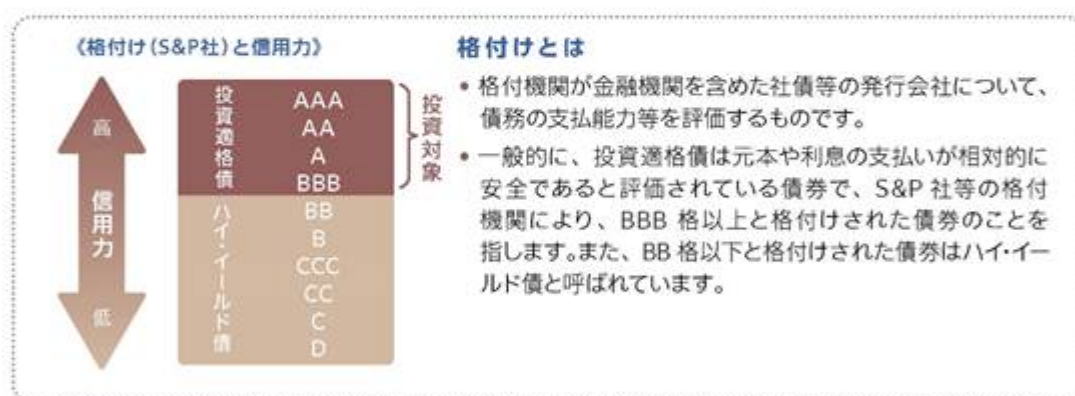 《格付け(S&P社)と信用力》
高
信用力
低
投資適格債
AAA
AA
A
BBB
投資対象
ハイ・イールド債
BB
B
CCC
CC
C
D
格付けとは
• 格付機関が金融機関を含めた社債等の発行会社について、
債務の支払能力等を評価するものです。
• 一般的に、投資適格債は元本や利息の支払いが相対的に
安全であると評価されている債券で、S&P 社等の格付
機関により、BBB 格以上と格付けされた債券のことを
指します。また、BB 格以下と格付けされた債券はハイ・イー
ルド債と呼ばれています。